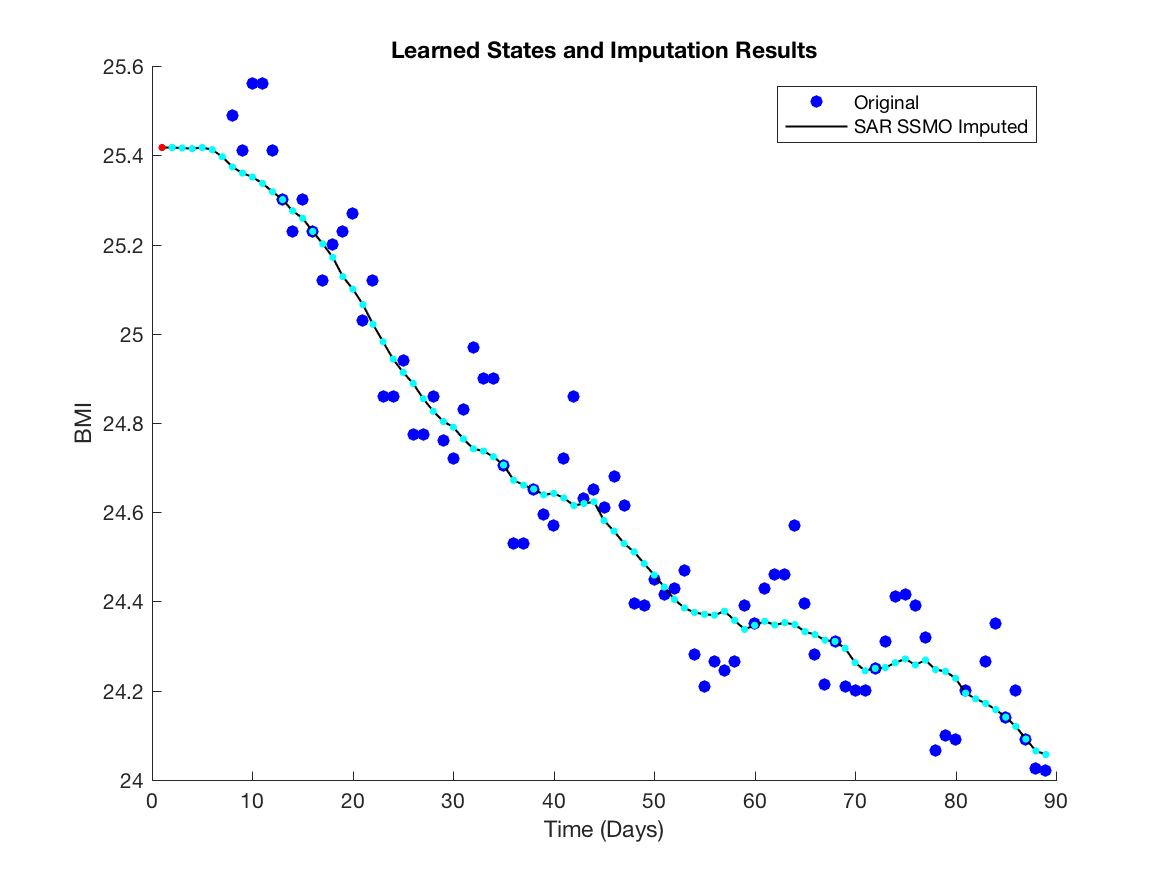 Learned States and Imputation Results
Original
SAR SSMO Imputed
25.6
25.4
25.2
25
24.8
24.6
24.4
24.2
24
BMI
0 10 20 30 40 50 60 70 80 90
Time (Days)